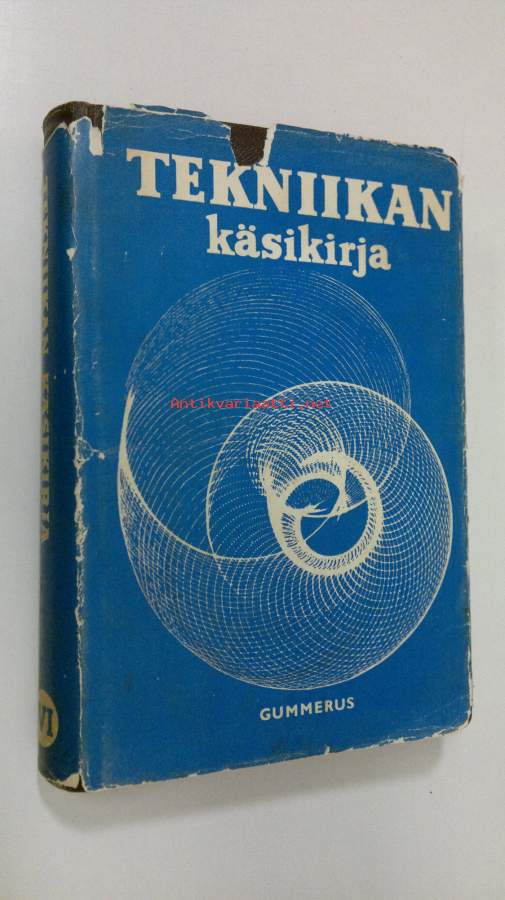 TEKNIIKAN
käsikirja
Antikvariaatti.net
GUMMERUS
TEKNIIKAN KÄSIKIRJA
VI